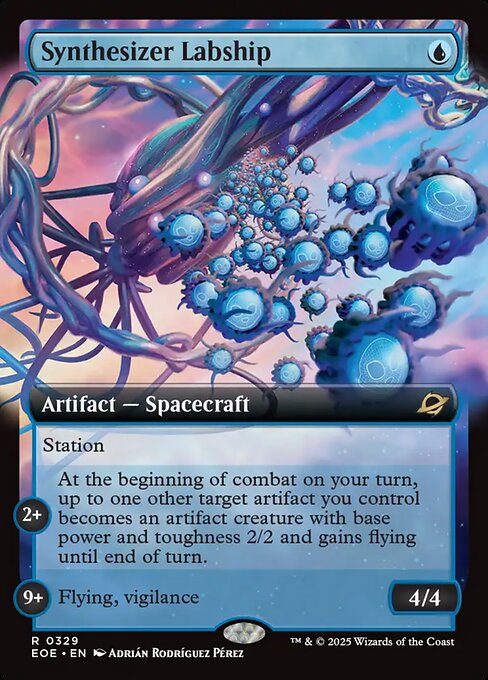 Synthesizer Labship
Artifact — Spacecraft
Station
2+
At the beginning of combat on your turn,
up to one other target artifact you control
becomes an artifact creature with base
power and toughness 2/2 and gains flying
until end of turn.
9+
Flying, vigilance
4/4
R 0329
EOE • EN ADRIÁN RODRÍGUEZ PÉREZ
™ & © 2025 Wizards of the Coast